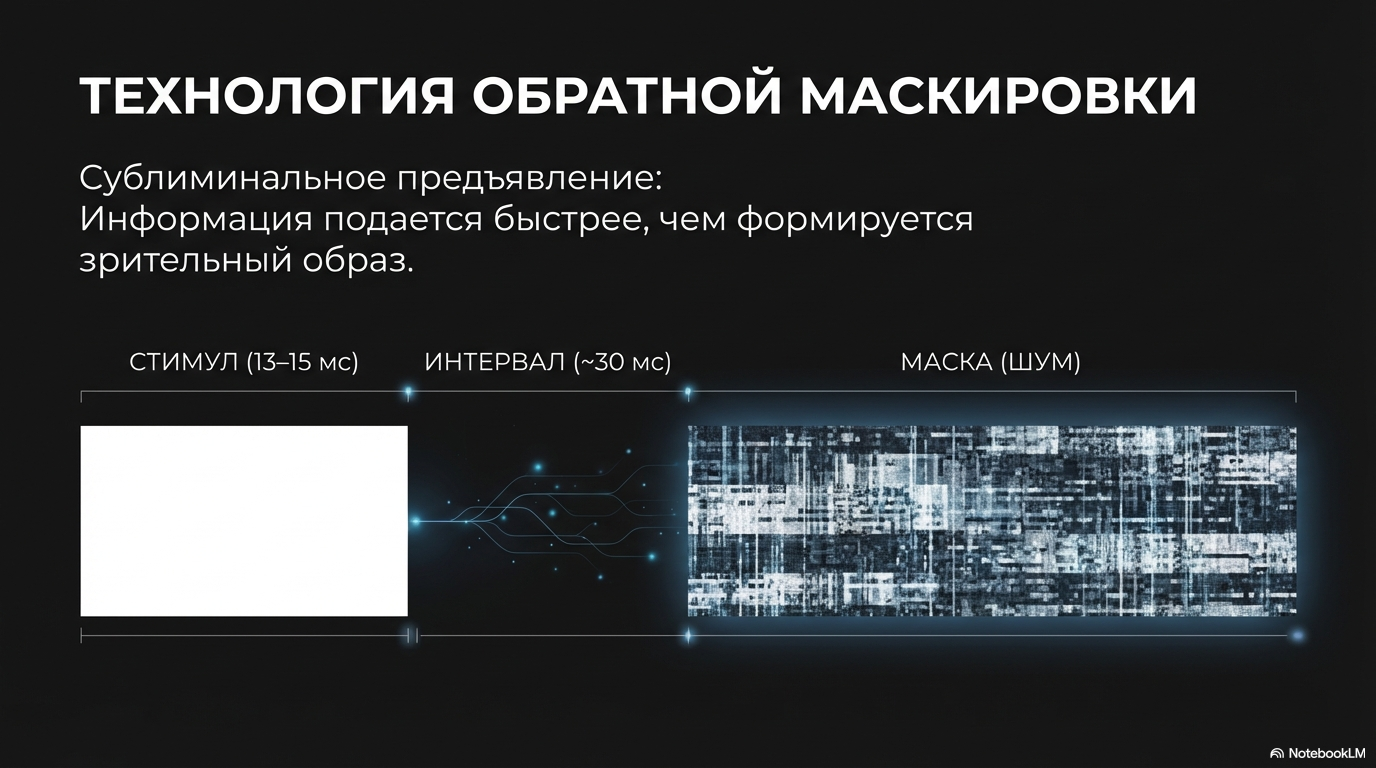 ТЕХНОЛОГИЯ ОБРАТНОЙ МАСКИРОВКИ
Сублиминальное предъявление:
Информация подается быстрее, чем формируется
зрительный образ.
СТИМУЛ (13–15 мс)
ИНТЕРВАЛ (~30 мс)
МАСКА (ШУМ)
NotebookLM